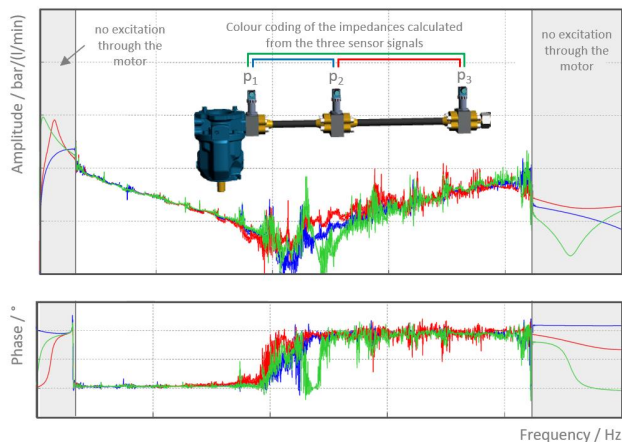 no excitation
through the
motor
Colour coding of the impedances calculated
from the three sensor signals
no excitation
through the
motor
p1
p2
p3
Amplitude / bar/(l/min)
Phase / °
Frequency / Hz